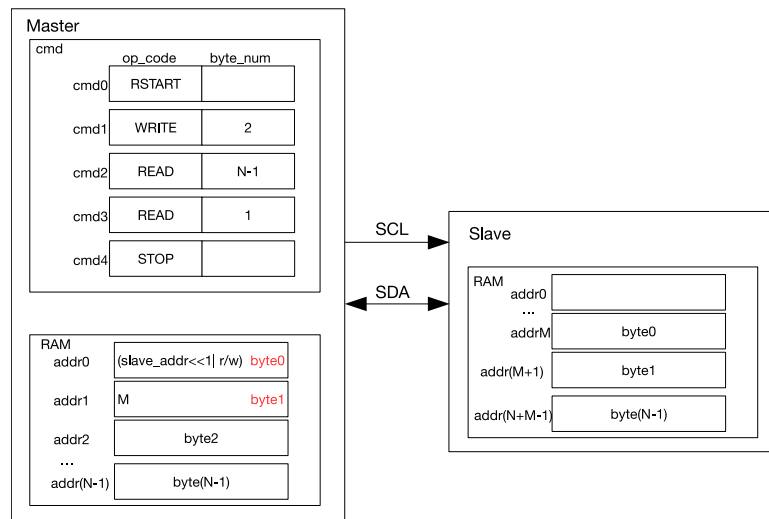 Master
cmd
op_code byte_num
cmd0 RSTART
cmd1 WRITE 2
cmd2 READ N-1
cmd3 READ 1
cmd4 STOP
RAM
addr0 (slave_addr<<1| r/w) byte0
addr1 M byte1
addr2 byte2
...
addr(N-1) byte(N-1)
SCL
SDA
Slave
RAM
addr0
...
addrM byte0
addr(M+1) byte1
addr(N+M-1) byte(N-1)